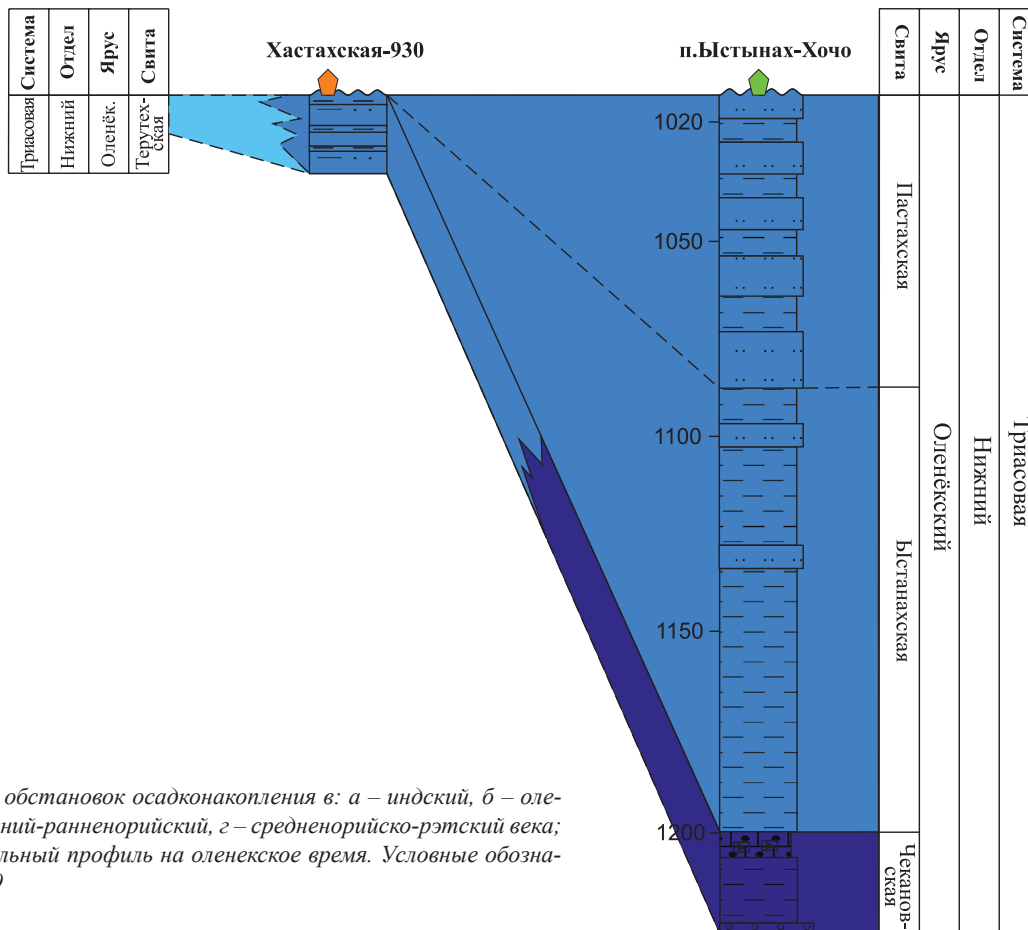 Система
Отдел
Ярус
Свита
Триасовая
Нижний
Оленёк.
Терутех-
ская
Хастахская-930
п.Ыстынах-Хочо
Свита
Ярус
Отдел
Система
1020
1050
1100
1150
1200
Пастахская
Ыстанахская
Чеканов-
ская
Оленёкский
Нижний
Триасовая
обстановок осадконакопления в: а – индский, б – оле-
ний-ранненорийский, г – средненорийско-рэтский века;
льный профиль на оленекское время. Условные обозна-